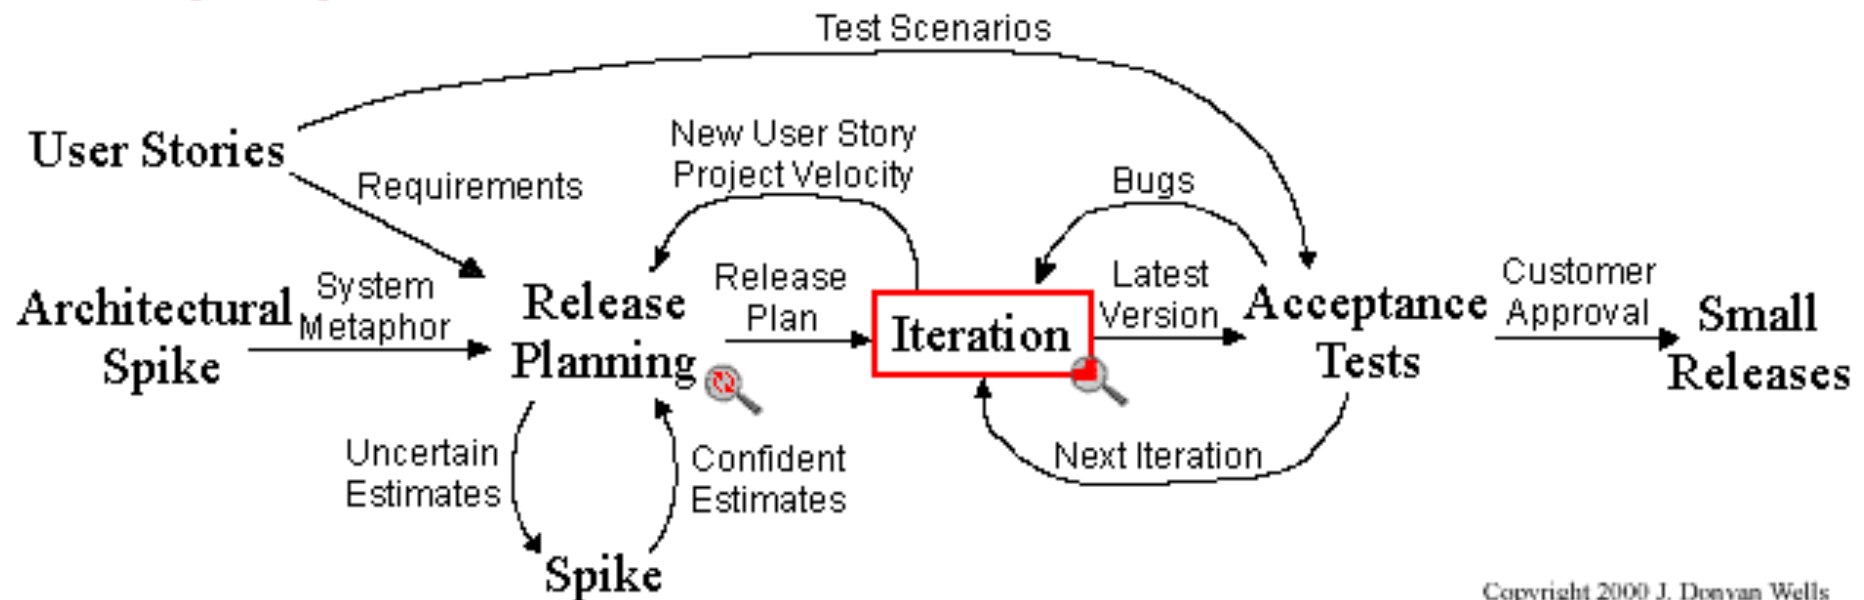 Test Scenarios
User Stories
New User Story
Project Velocity
Requirements
Bugs
Architectural
Spike
System
Metaphor
Release
Planning
Release
Plan
Iteration
Latest
Version
Acceptance
Tests
Customer
Approval
Small
Releases
Uncertain
Estimates
Confident
Estimates
Next Iteration
Spike
Copyright 2000 J. Donvan Wells